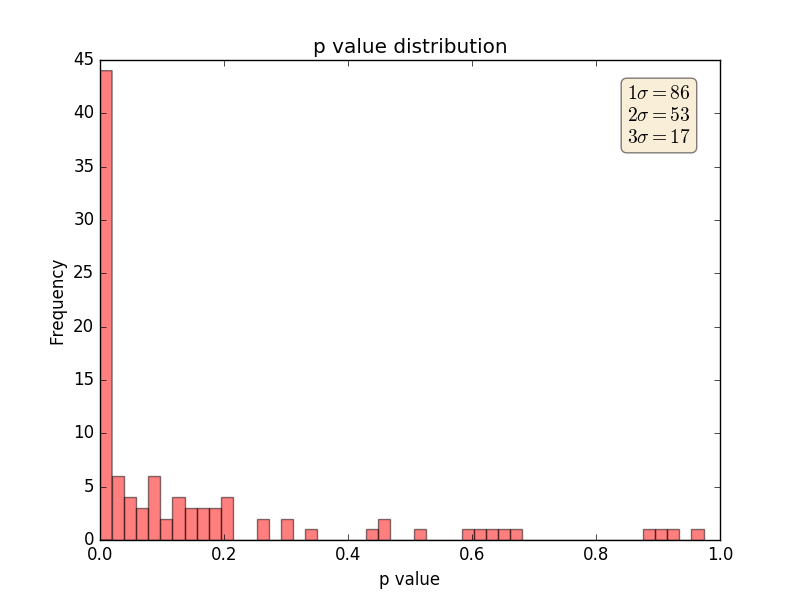 p value distribution
45
40
35
30
25
20
15
10
5
0
Frequency
1σ = 86
2σ = 53
3σ = 17
0.0 0.2 0.4 0.6 0.8 1.0
p value